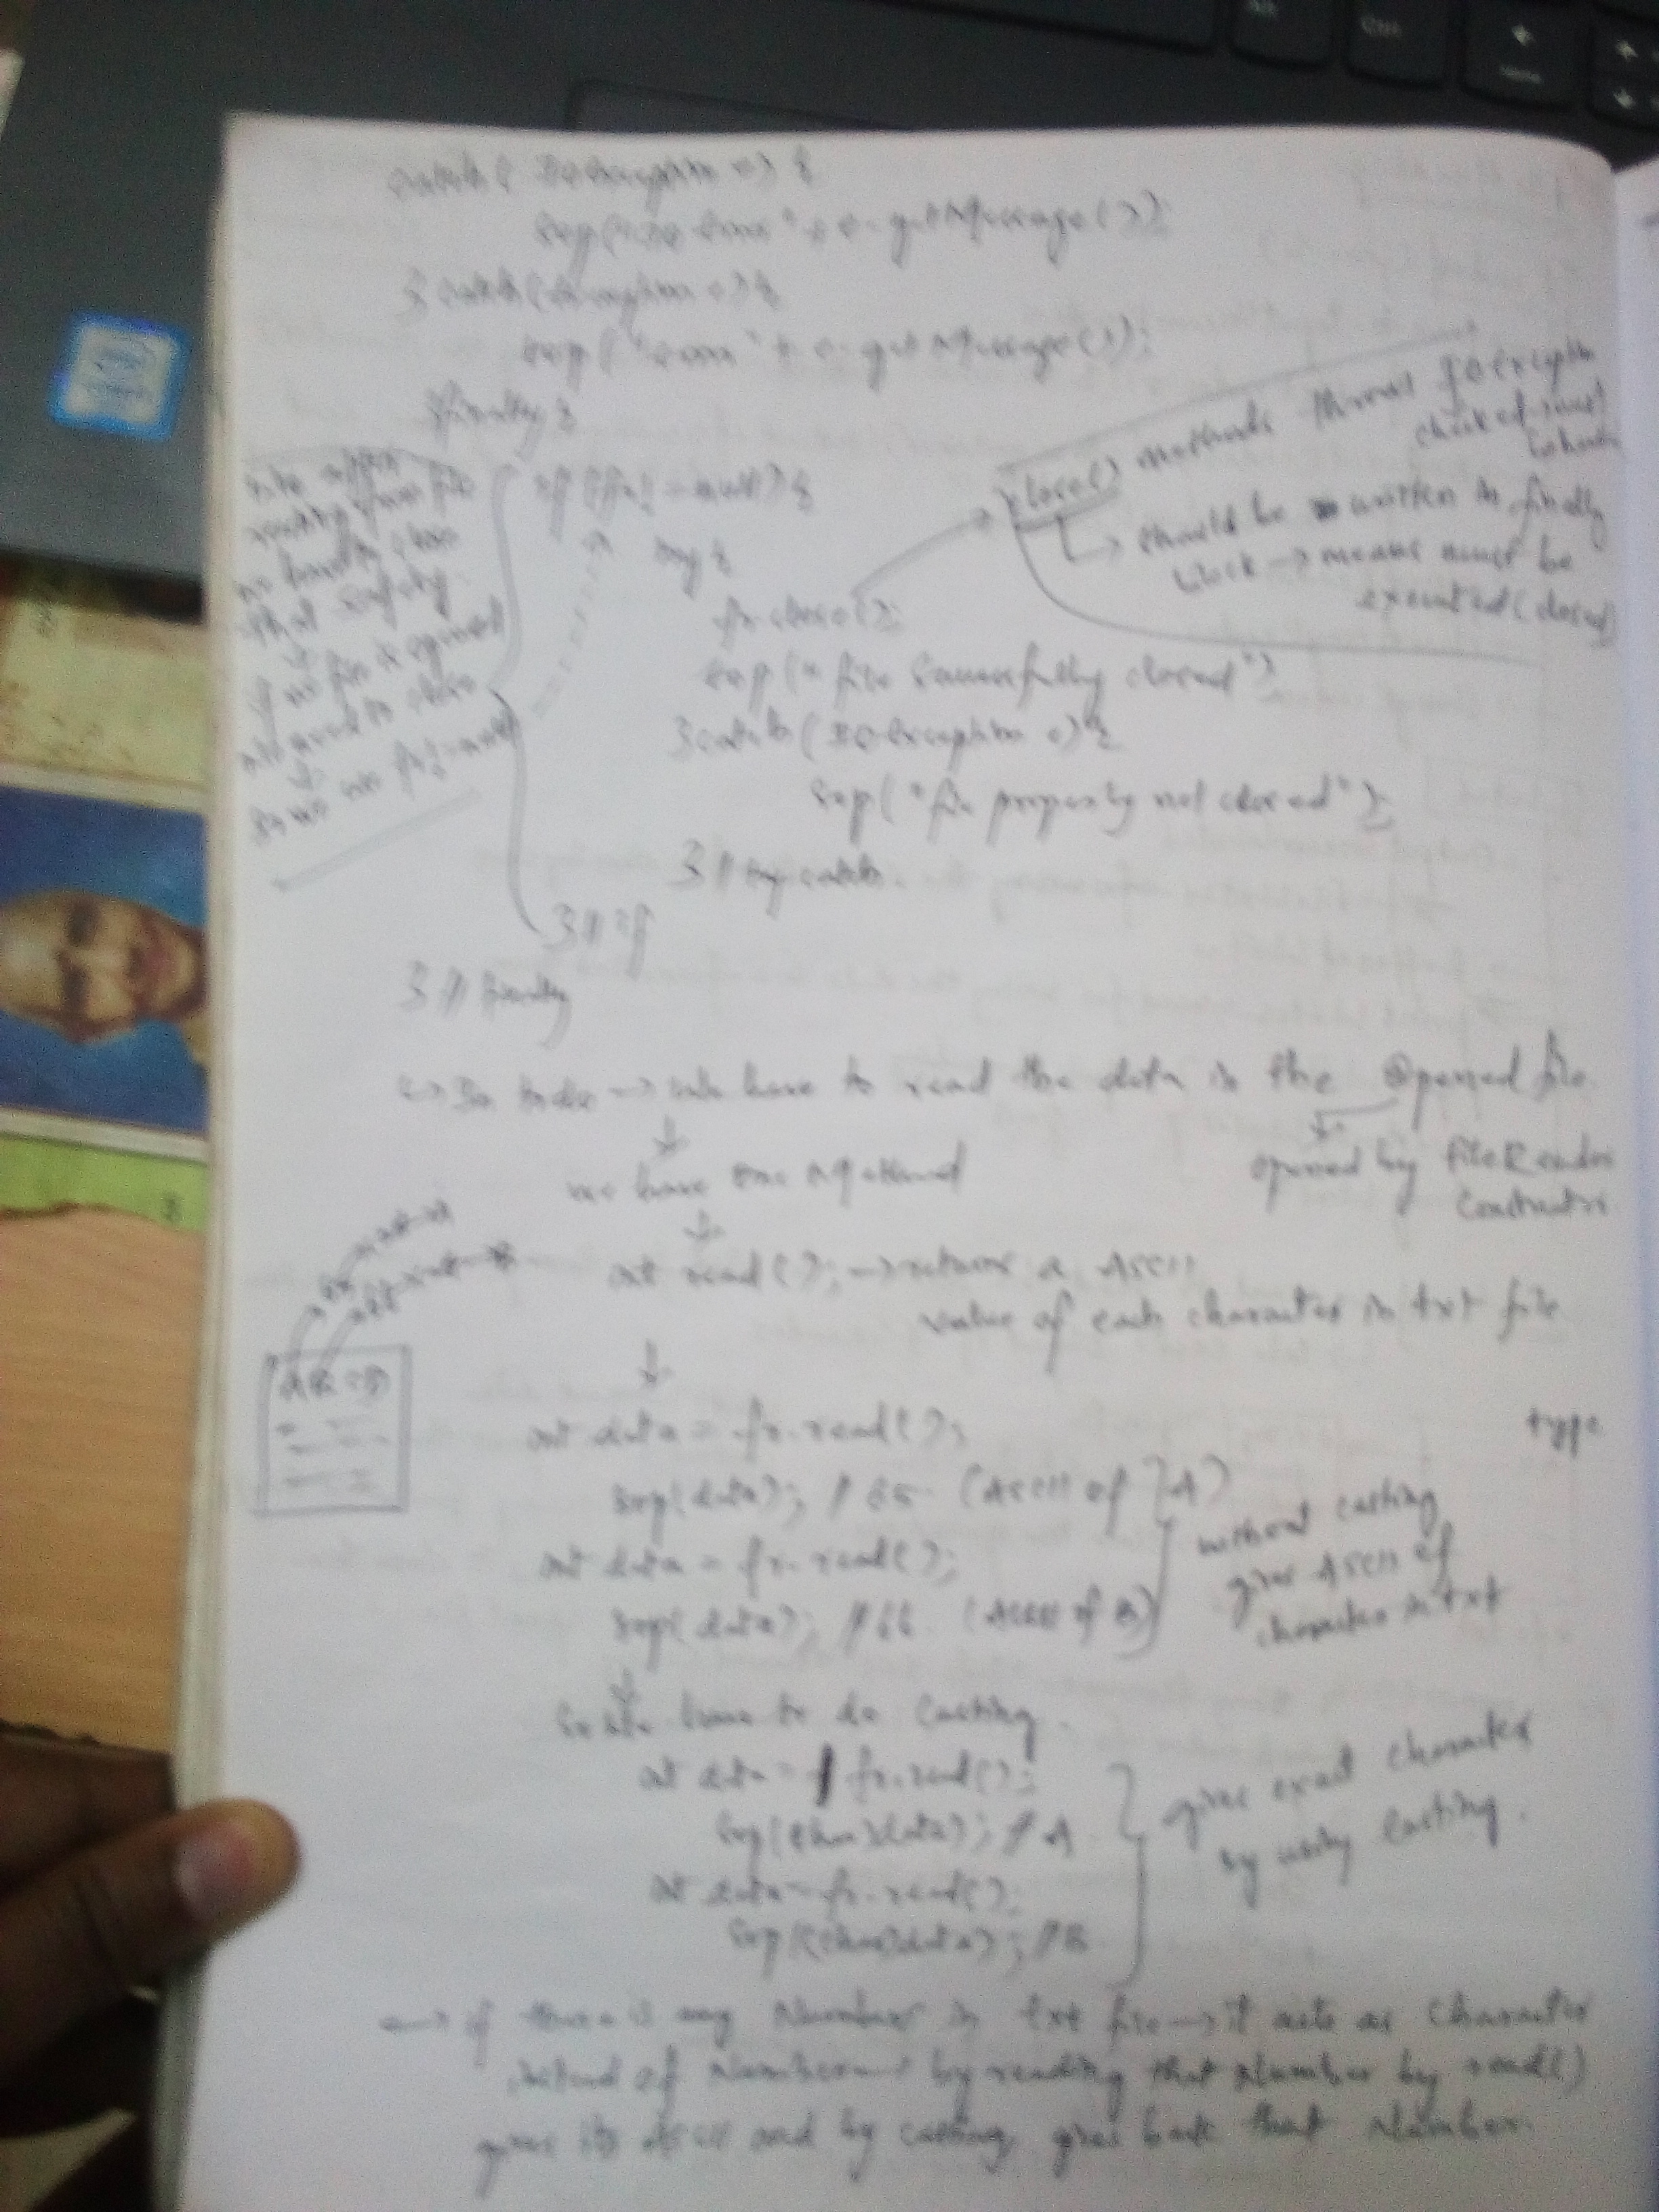 catch( IOException e) {
sop("IO Error" + e.getMessage());
} catch(Exception e){
sop("error" + e.getMessage());
}finally {
if (fr != null) {
try {
fr.close();
sop("file successfully closed")
}catch( IOException e) {
sop("file properly not closed");
} // try-catch.
} // if
} // finally
close() methods throws IOException
checked must
→ should be written in finally
block → means must be
executed (closed)
we after
reading from file
we have to close
that safely.
↓
if no file is opened
no need to close
↓
So we use fr != null
↪ In index → we have to read the data in the opened file
↓
opened by FileReader
constructor
we have one method
↓
int read(); → returns a ASCII
value of each character in txt file
↓
int data = fr.read();
type
sop(data); // 65 (ASCII of A)
int data = fr.read();
sop(data); // 66 (ASCII of B)
without casting
gives ASCII of
character in txt
↓
So we have to do casting.
int data = fr.read();
sop((char)data); // A
int data = fr.read();
sop((char)data); // B
gives exact character
by using casting.
→ if there is any Number in txt file → it acts as character
instead of Number by reading that Number by read()
gives its ASCII and by casting gives back that Number.